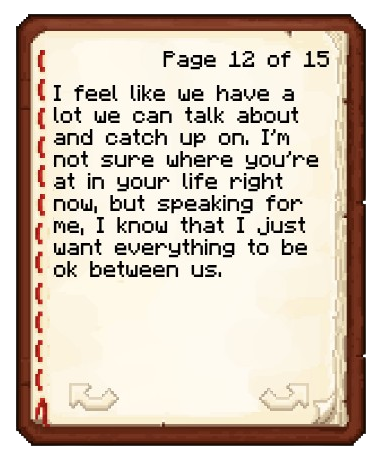 Page 12 of 15
I feel like we have a
lot we can talk about
and catch up on. I'm
not sure where you're
at in your life right
now, but speaking for
me, I know that I just
want everything to be
ok between us.